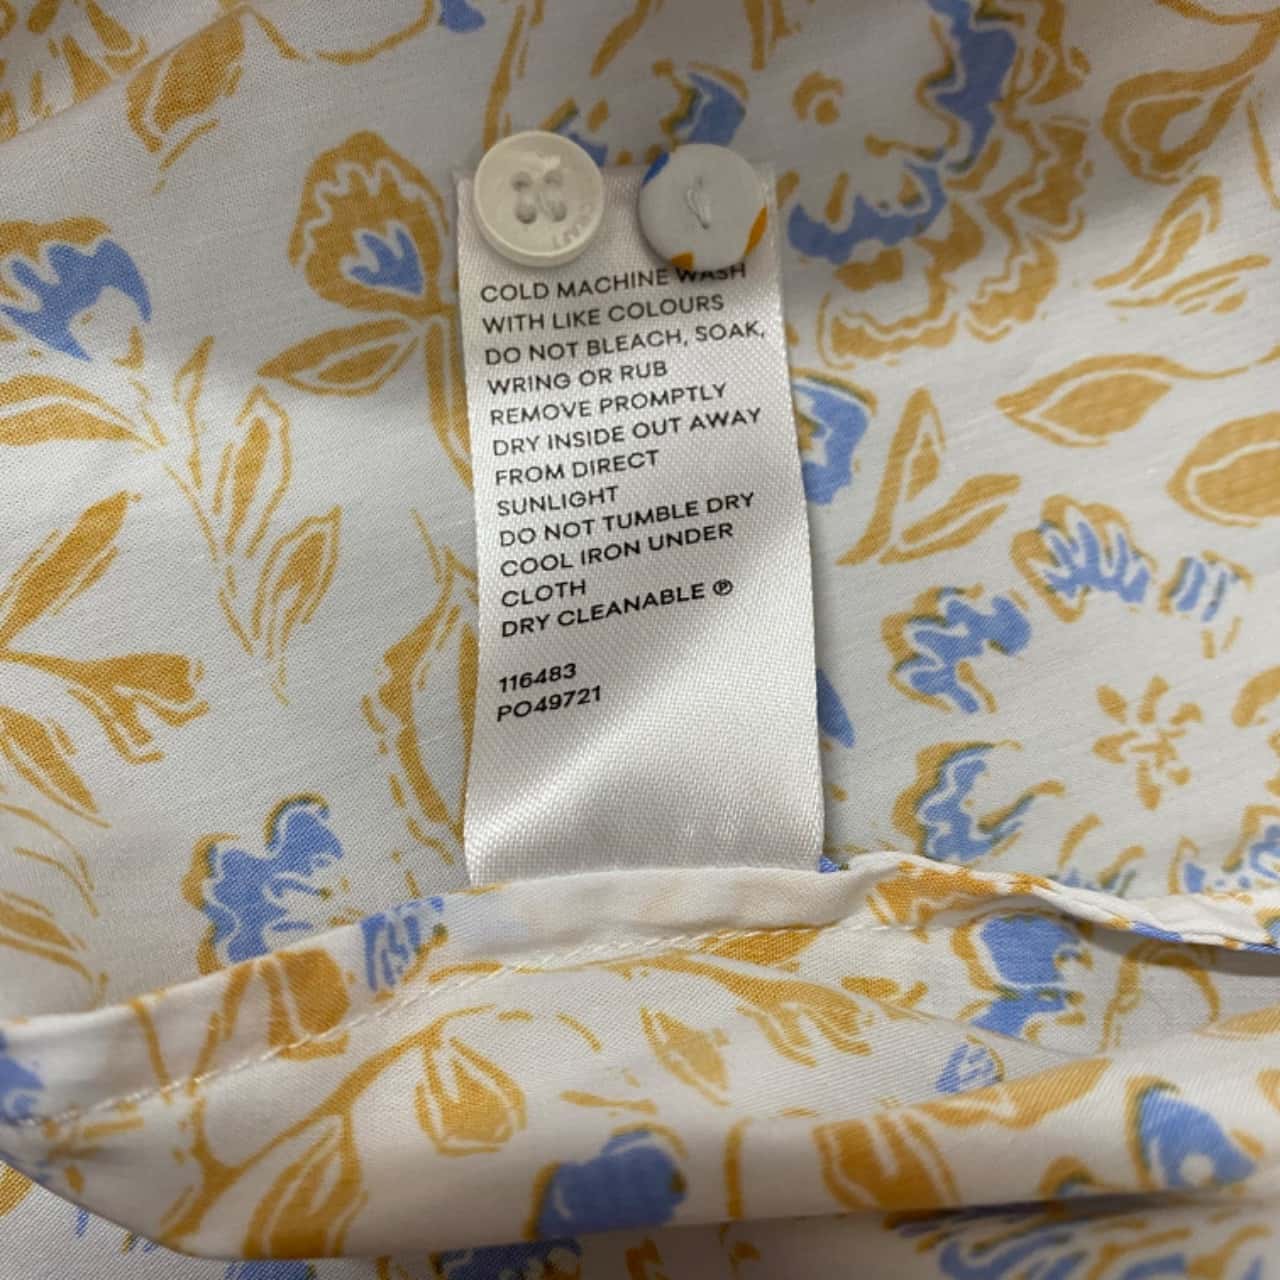 COLD MACHINE WASH
WITH LIKE COLOURS
DO NOT BLEACH, SOAK,
WRING OR RUB
REMOVE PROMPTLY
DRY INSIDE OUT AWAY
FROM DIRECT
SUNLIGHT
DO NOT TUMBLE DRY
COOL IRON UNDER
CLOTH
DRY CLEANABLE Ⓟ
116483
PO49721